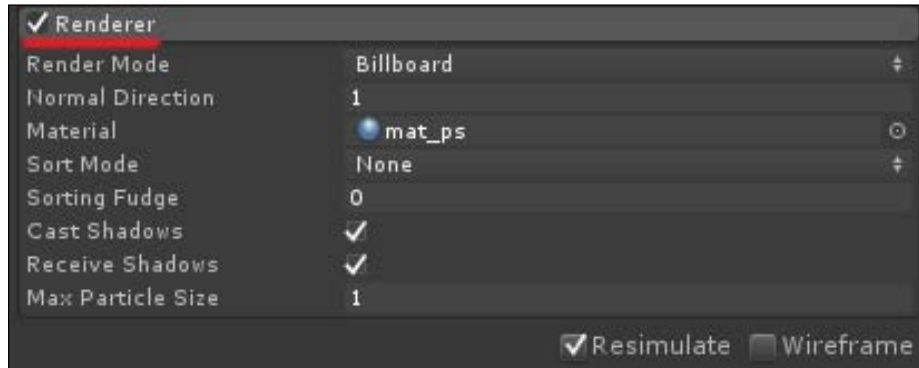 Renderer
Render Mode Billboard
Normal Direction 1
Material mat_ps
Sort Mode None
Sorting Fudge 0
Cast Shadows
Receive Shadows
Max Particle Size 1
Resimulate Wireframe